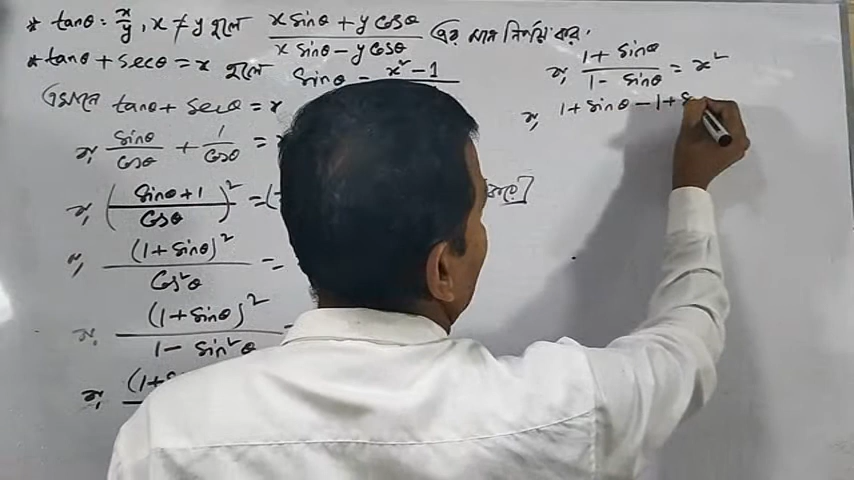 * tanθ = x/y, x ≠ y হলে (x sinθ + y cosθ)/(x sinθ - y cosθ) এর মান নির্ণয় কর।
* tanθ + secθ = x হলে sinθ = x² - 1
দেওয়া tanθ + secθ = x
বা, sinθ/cosθ + 1/cosθ =
বা, ((sinθ + 1)/cosθ)² = (
বা, (1 + sinθ)²/cos²θ =
বা, (1 + sinθ)²/(1 - sin²θ)
বা, (1+
বা, (1 + sinθ)/(1 - sinθ) = x²
বা, 1 + sinθ - 1 + s